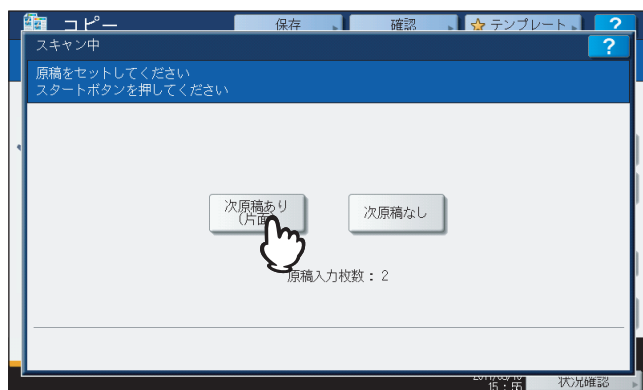 コピー
保存
確認
テンプレート
?
スキャン中
?
原稿をセットしてください
スタートボタンを押してください
次原稿あり
(片面
次原稿なし
原稿入力枚数： 2
15 : 55
状況確認